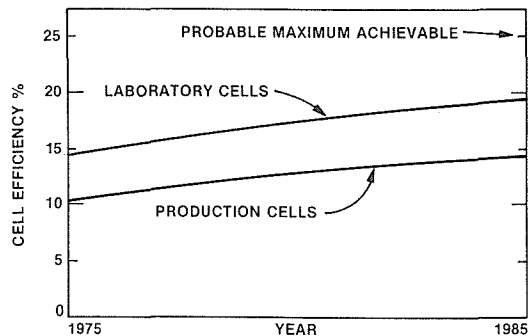 25
PROBABLE MAXIMUM ACHIEVABLE
20
LABORATORY CELLS
15
CELL EFFICIENCY %
10
PRODUCTION CELLS
5
0
1975 YEAR 1985